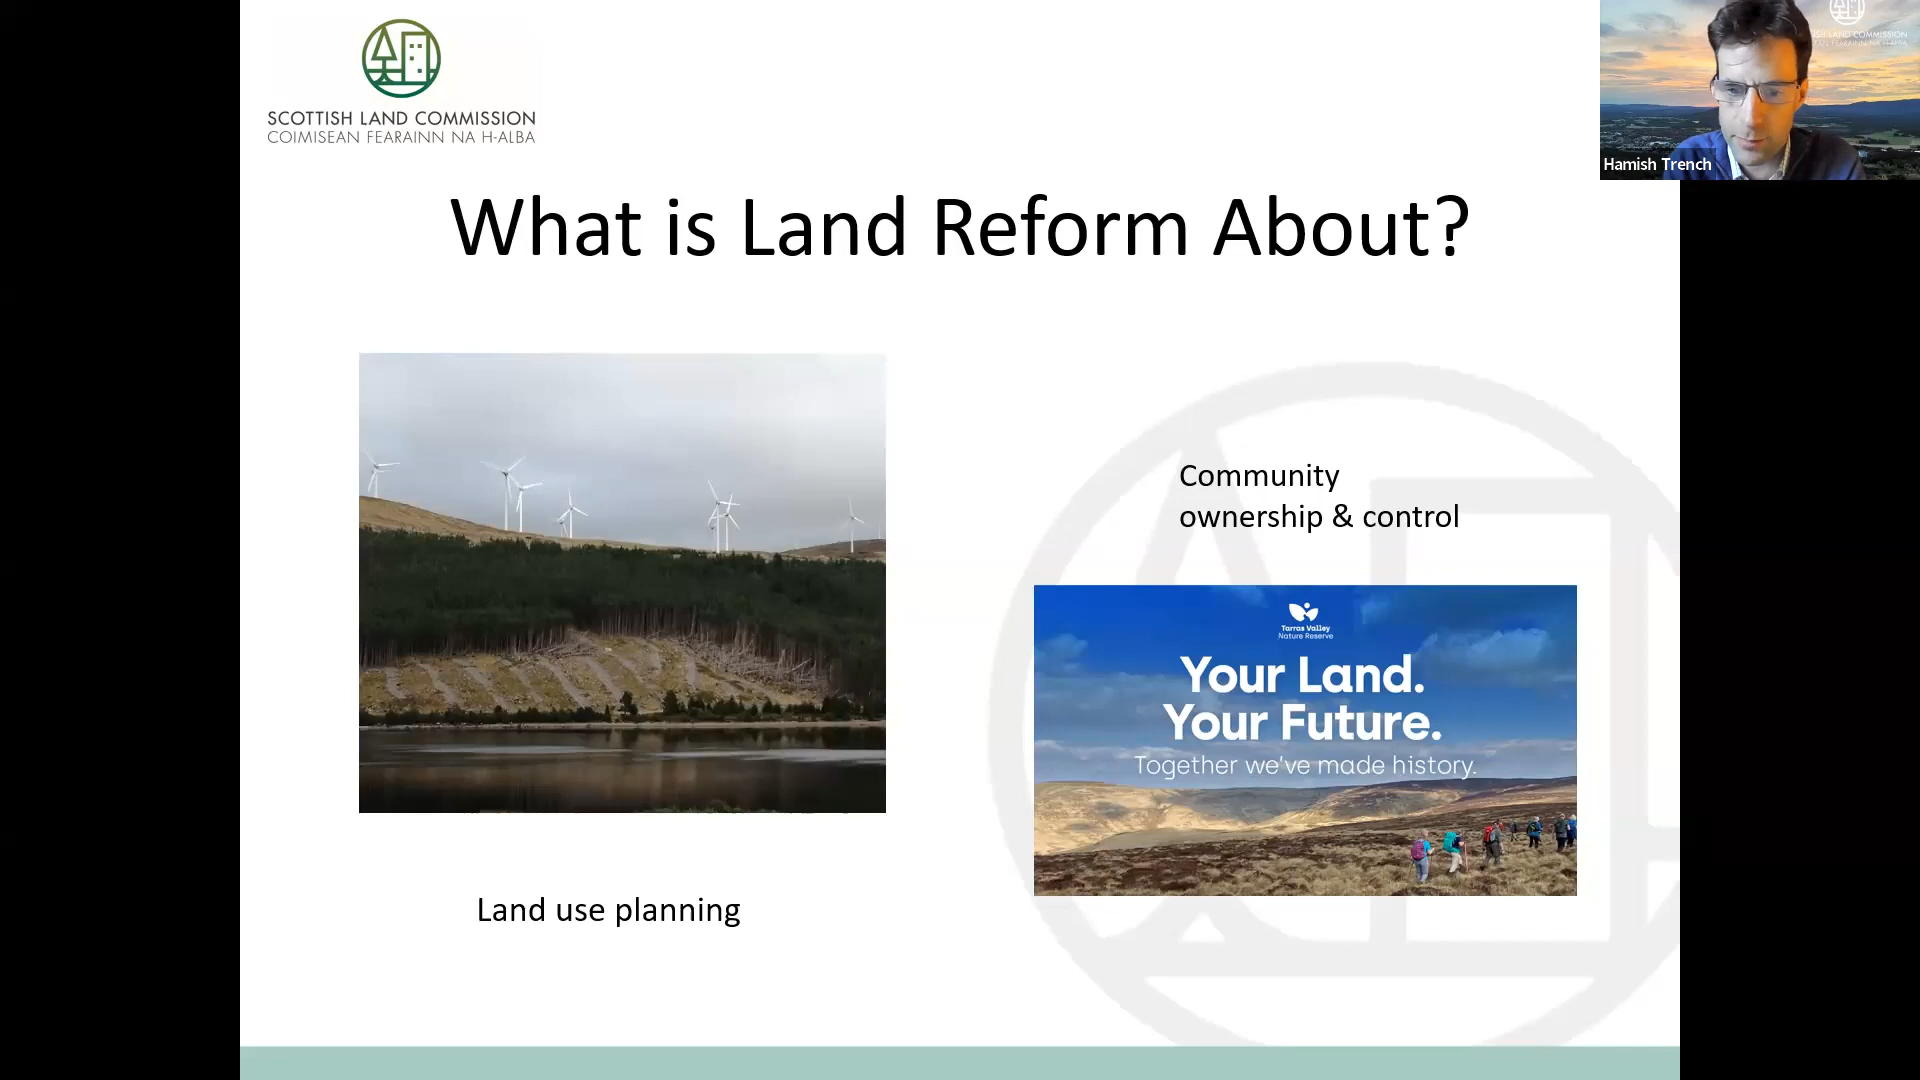 SCOTTISH LAND COMMISSION
COIMISEAN FEARAINN NA H-ALBA
Hamish Trench
What is Land Reform About?
Community
ownership & control
Tarras Valley
Nature Reserve
Your Land.
Your Future.
Together we've made history.
Land use planning